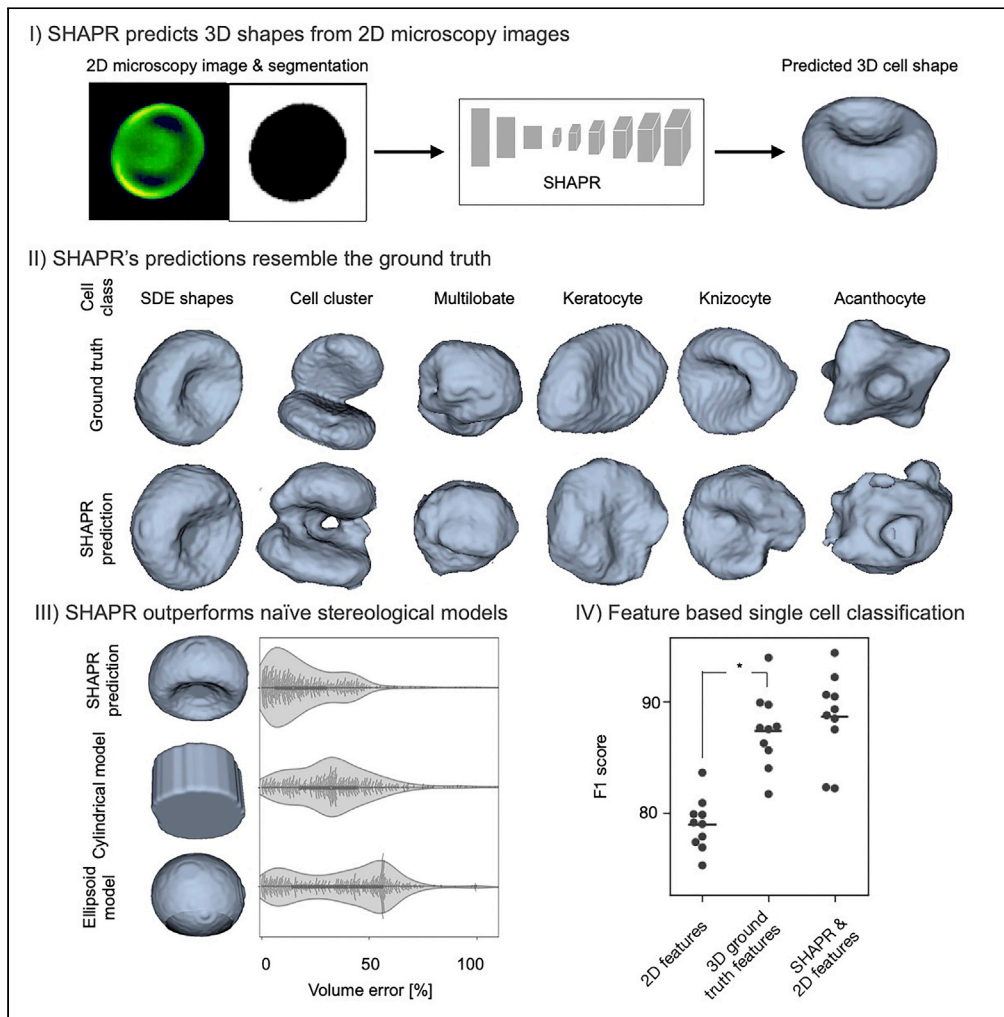 I) SHAPR predicts 3D shapes from 2D microscopy images
2D microscopy image & segmentation
Predicted 3D cell shape
SHAPR
II) SHAPR's predictions resemble the ground truth
Cell
class
SDE shapes
Cell cluster
Multilobate
Keratocyte
Knizocyte
Acanthocyte
Ground truth
SHAPR
prediction
III) SHAPR outperforms naïve stereological models
SHAPR
prediction
Cylindrical model
Ellipsoid
model
0
50
100
Volume error [%]
IV) Feature based single cell classification
*
90
80
F1 score
2D features
3D ground
truth features
SHAPR &
2D features